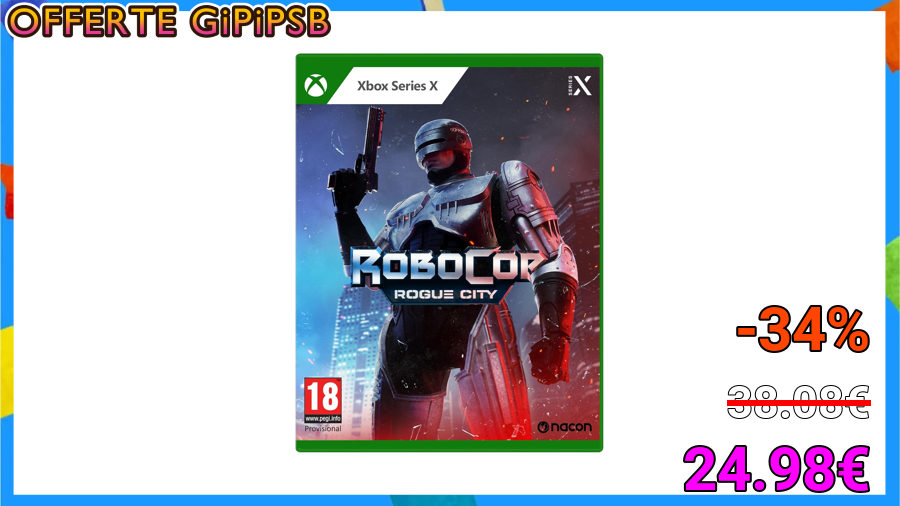 OFFERTE GiPiPSB
Xbox Series X
SERIES X
ROBOCOP
ROGUE CITY
18
www.pegi.info
Provisional
nacon
-34%
38.08€
24.98€